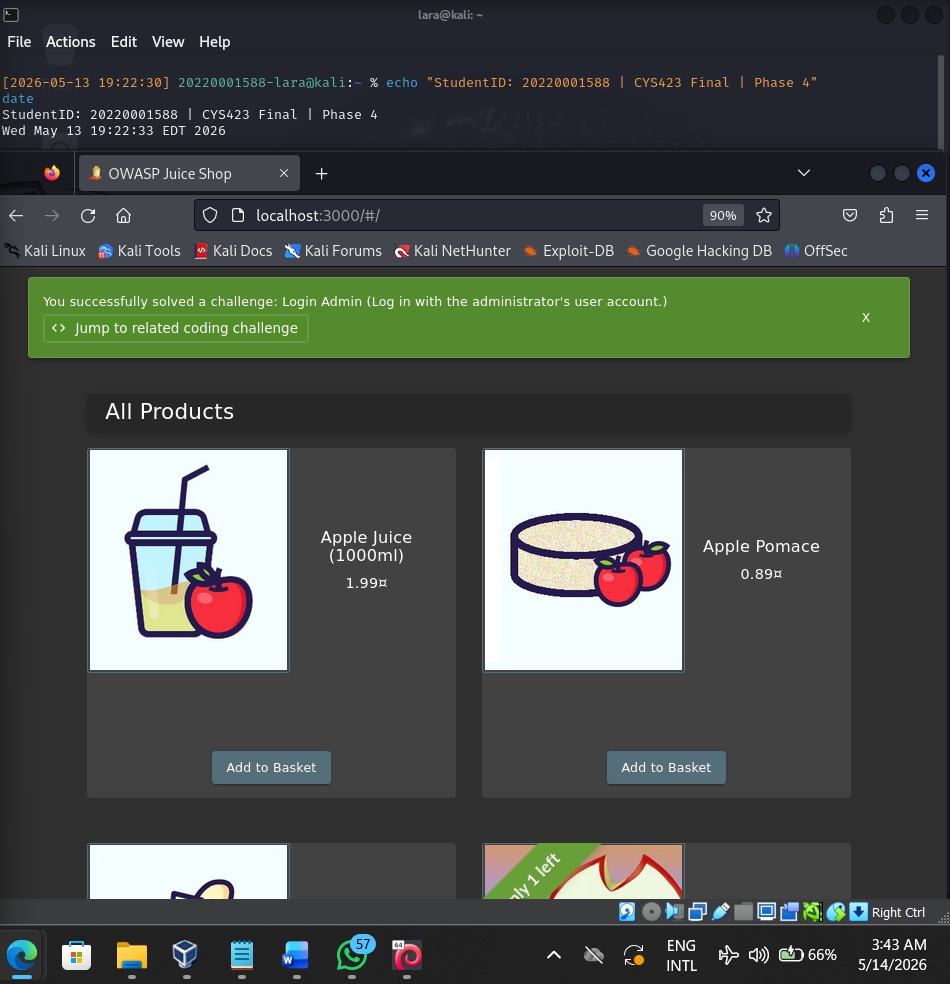 lara@kali: ~
File Actions Edit View Help
[2026-05-13 19:22:30] 20220001588-lara@kali:~ % echo "StudentID: 20220001588 | CYS423 Final | Phase 4"
date
StudentID: 20220001588 | CYS423 Final | Phase 4
Wed May 13 19:22:33 EDT 2026
OWASP Juice Shop
localhost:3000/#/ 90%
Kali Linux Kali Tools Kali Docs Kali Forums Kali NetHunter Exploit-DB Google Hacking DB OffSec
You successfully solved a challenge: Login Admin (Log in with the administrator's user account.)
X
<> Jump to related coding challenge
All Products
Apple Juice
(1000ml)
1.99¤
Apple Pomace
0.89¤
Add to Basket
Add to Basket
only 1 left
Right Ctrl
57
64
ENG
INTL
66%
3:43 AM
5/14/2026